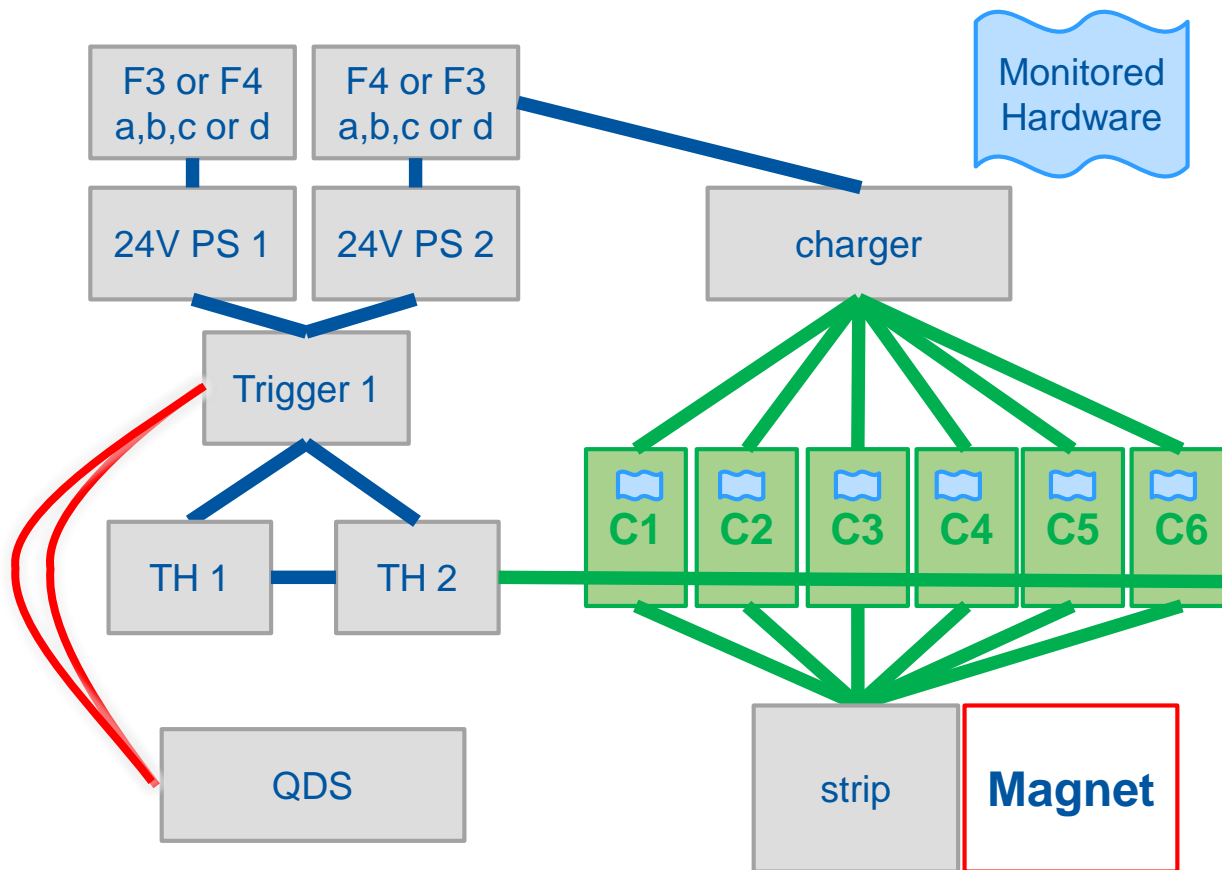 F3 or F4
a,b,c or d
F4 or F3
a,b,c or d
Monitored
Hardware
24V PS 1
24V PS 2
charger
Trigger 1
C1
C2
C3
C4
C5
C6
TH 1
TH 2
QDS
strip
Magnet